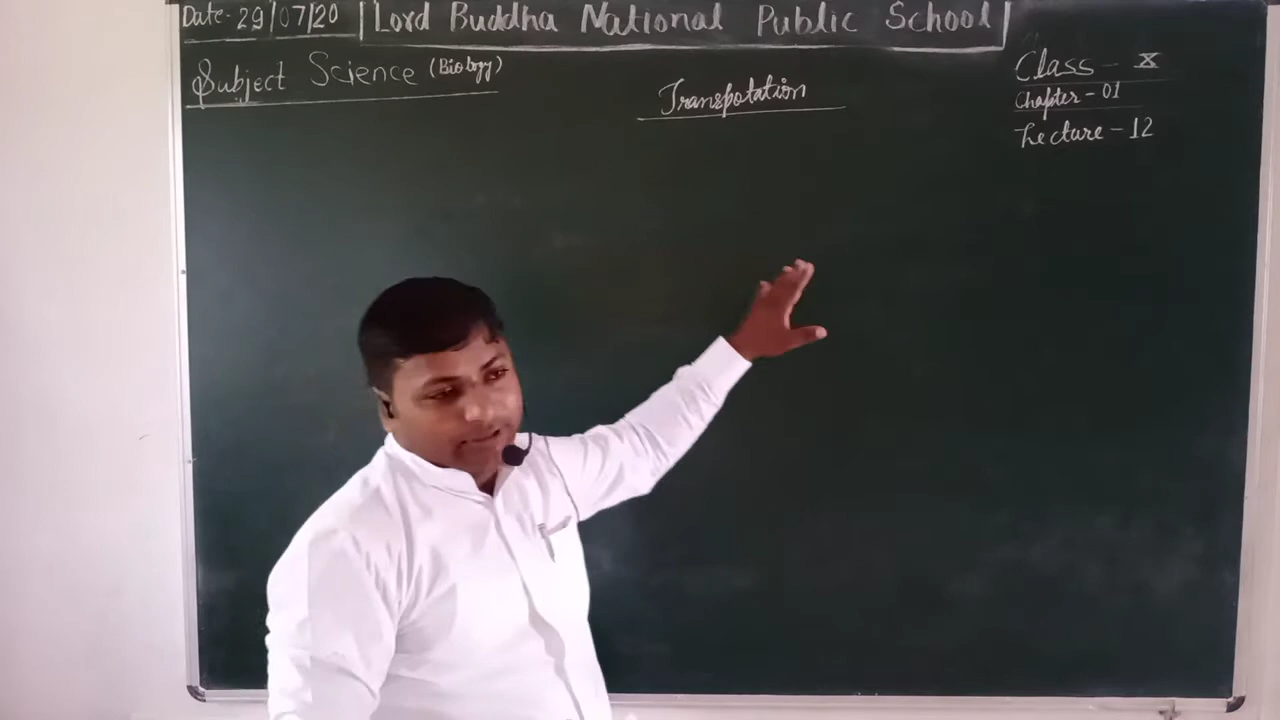 Date- 29/07/20 | Lord Buddha National Public School |
Subject Science (Biology)
Transpotation
Class - X
Chapter - 01
Lecture - 12